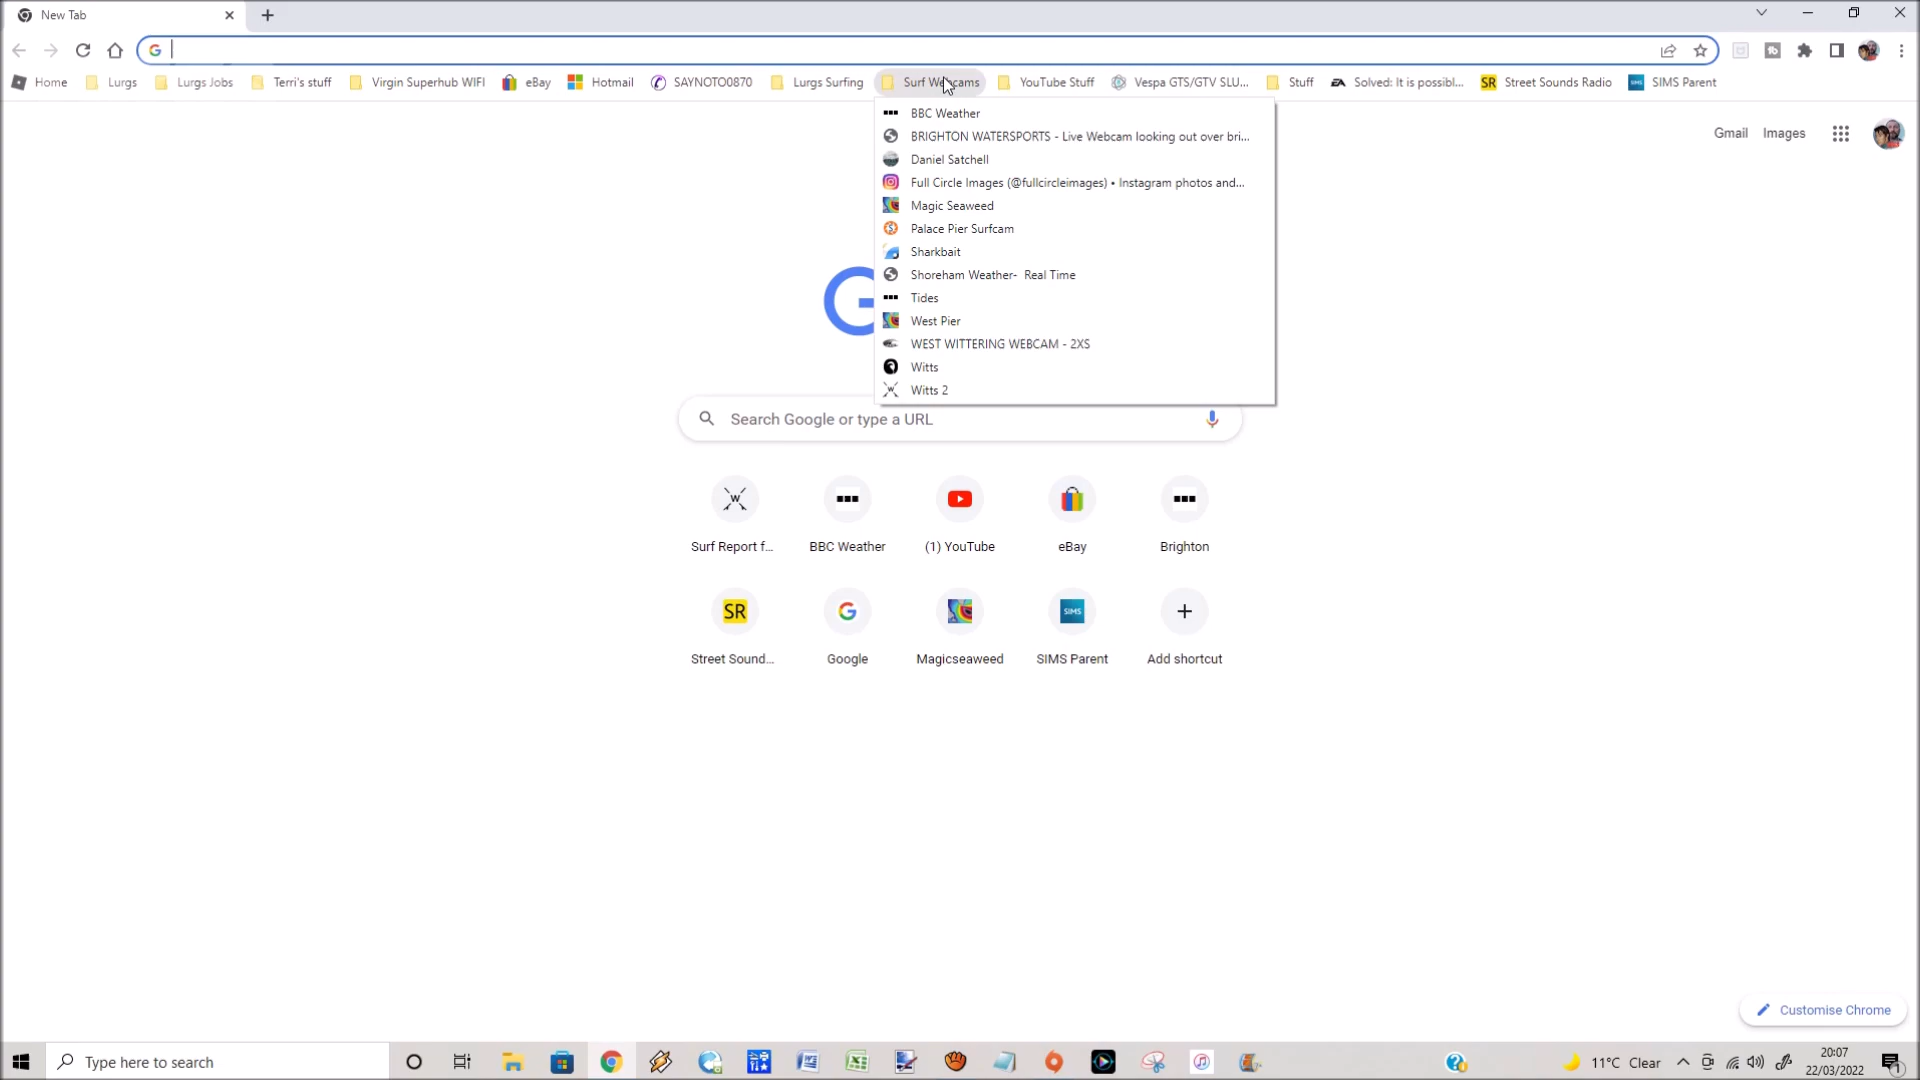 New Tab
Home Lurgs Lurgs Jobs Terri's stuff Virgin Superhub WIFI eBay Hotmail SAYNOTO0870 Lurgs Surfing Surf Webcams YouTube Stuff Vespa GTS/GTV SLU... Stuff EA Solved: It is possibl... SR Street Sounds Radio SIMS SIMS Parent
BBC Weather
BRIGHTON WATERSPORTS - Live Webcam looking out over bri...
Daniel Satchell
Full Circle Images (@fullcircleimages) • Instagram photos and...
Magic Seaweed
Palace Pier Surfcam
Sharkbait
Shoreham Weather- Real Time
Tides
West Pier
WEST WITTERING WEBCAM - 2XS
Witts
Witts 2
Gmail Images
Search Google or type a URL
W
Surf Report f... BBC Weather (1) YouTube eBay Brighton
SR SIMS
Street Sound... Google Magicseaweed SIMS Parent Add shortcut
Customise Chrome
Type here to search
11°C Clear
20:07
22/03/2022